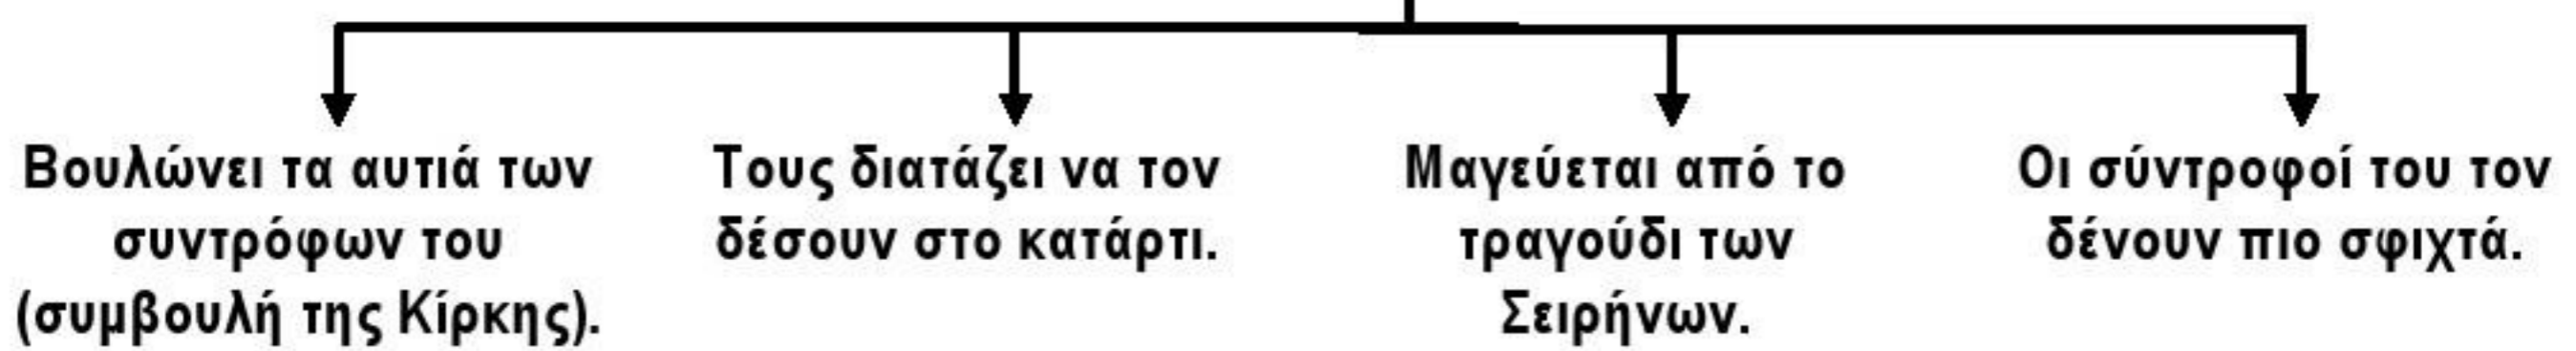 Βουλώνει τα αυτιά των
συντρόφων του
(συμβουλή της Κίρκης).
Τους διατάζει να τον
δέσουν στο κατάρτι.
Μαγεύεται από το
τραγούδι των
Σειρήνων.
Οι σύντροφοί του τον
δένουν πιο σφιχτά.